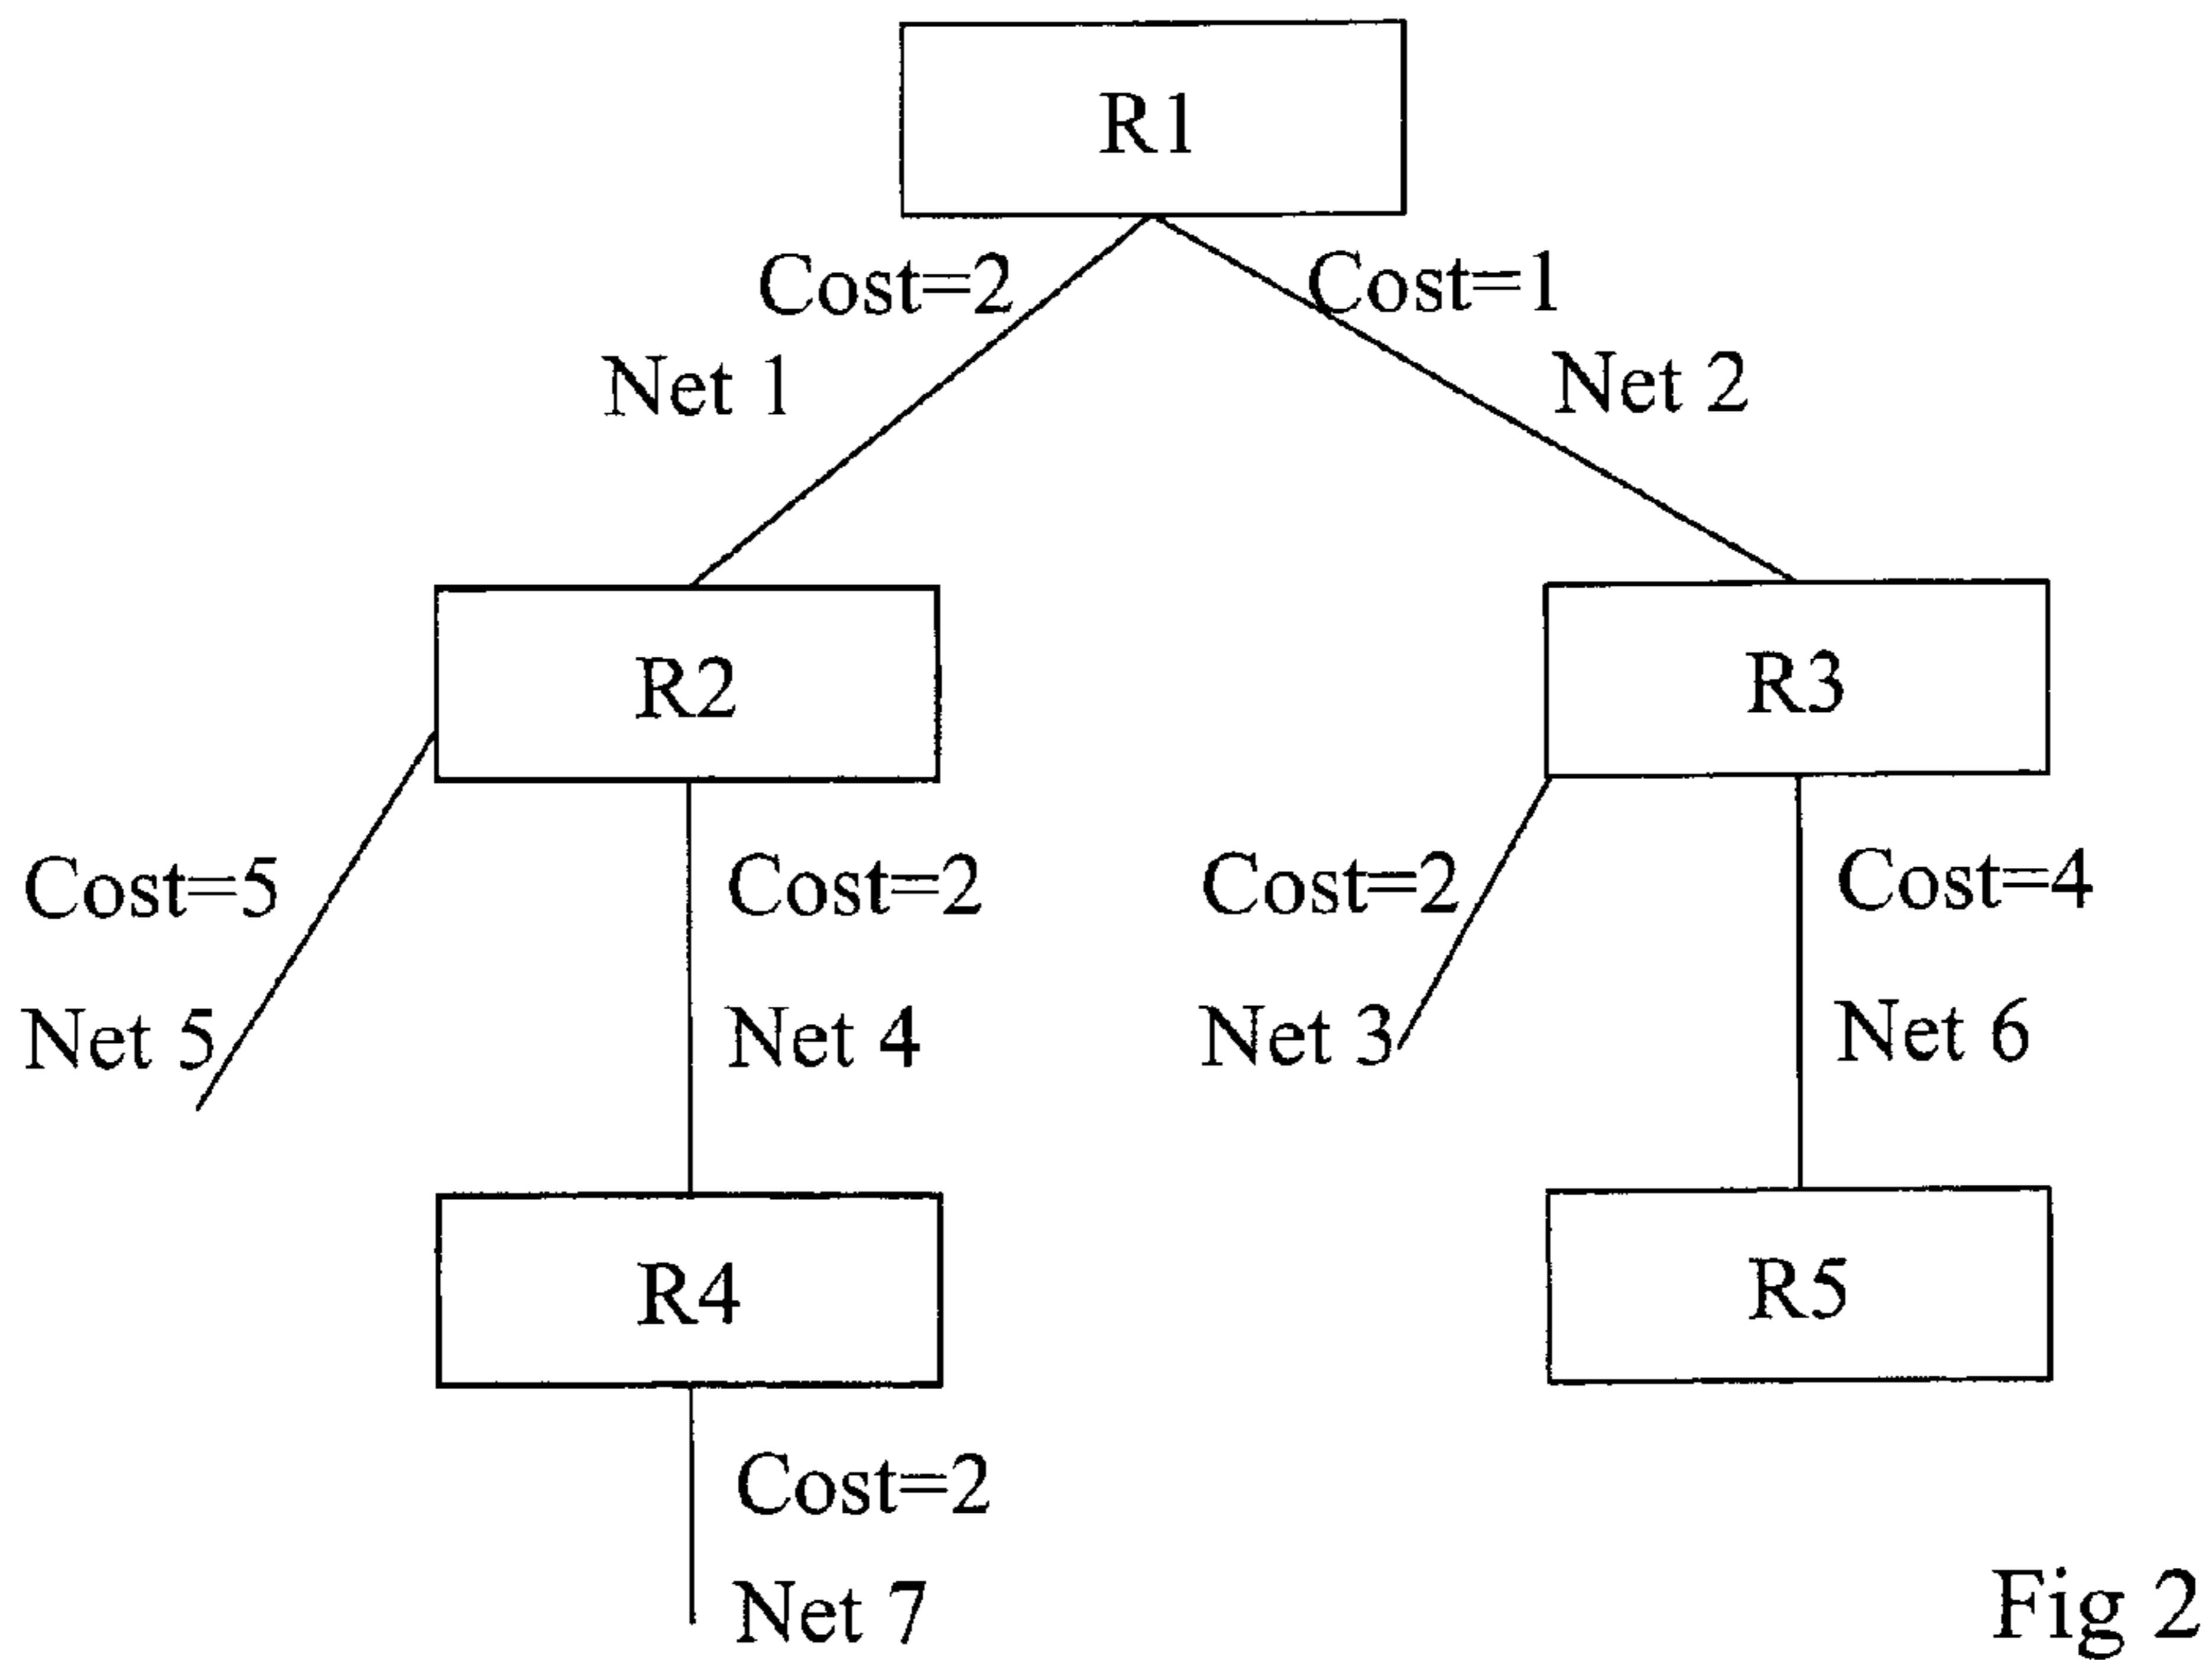 R1
Cost=2
Cost=1
Net 1
Net 2
R2
R3
Cost=5
Cost=2
Cost=2
Cost=4
Net 5
Net 4
Net 3
Net 6
R4
R5
Cost=2
Net 7
Fig 2